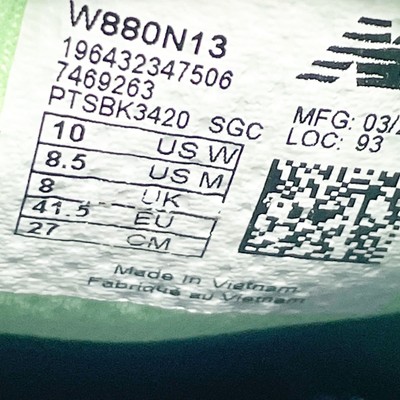 W880N13
196432347506
7469263
PTSBK3420 SGC
MFG: 03/
LOC: 93
10 US W
8.5 US M
8 UK
41.5 EU
27 CM
Made in Vietnam
Fabriqué au Vietnam